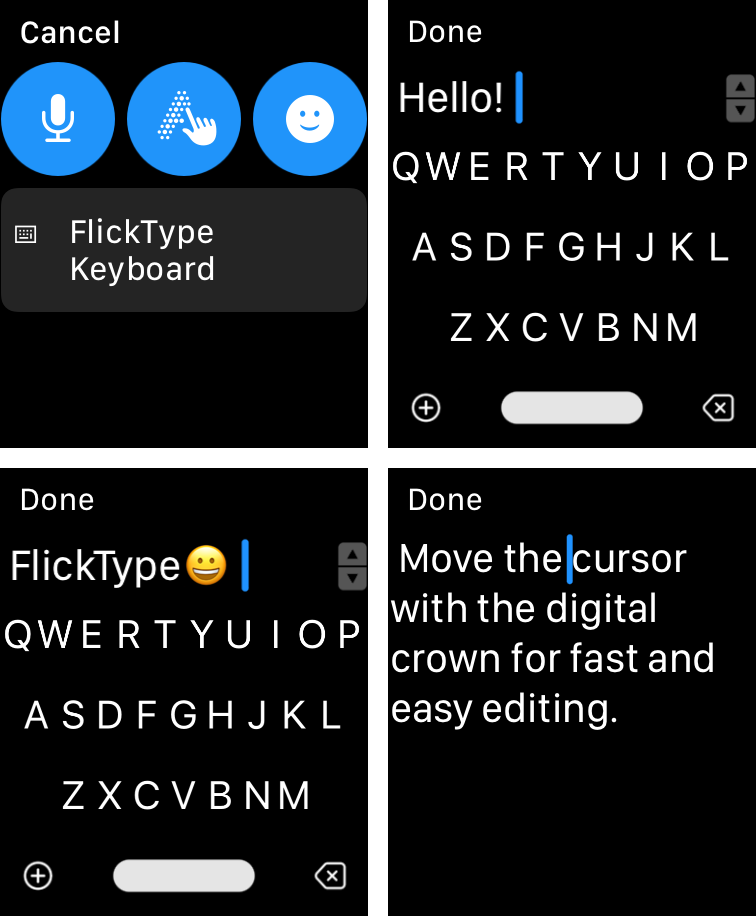 Cancel
FlickType
Keyboard
Done
Hello!
Q W E R T Y U I O P
A S D F G H J K L
Z X C V B N M
Done
FlickType😀
Q W E R T Y U I O P
A S D F G H J K L
Z X C V B N M
Done
Move the cursor
with the digital
crown for fast and
easy editing.